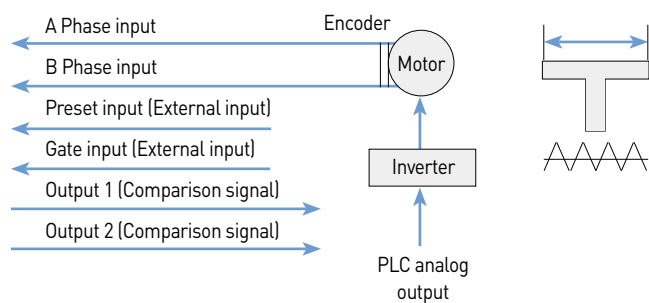 A Phase input
Encoder
B Phase input
Motor
Preset input (External input)
Gate input (External input)
Inverter
Output 1 (Comparison signal)
Output 2 (Comparison signal)
PLC analog
output